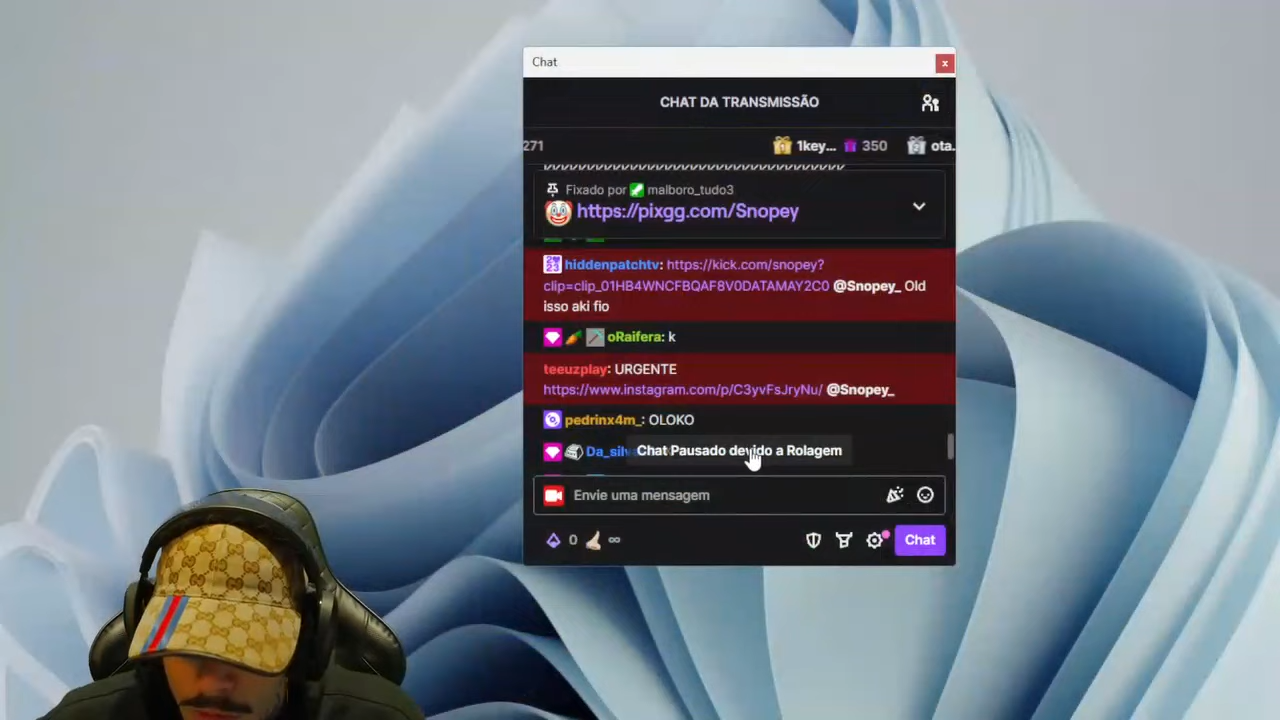 Chat
x
CHAT DA TRANSMISSÃO
271 1key... 350 ota.
Fixado por malboro_tudo3
https://pixgg.com/Snopey
hiddenpatchtv: https://kick.com/snopey?
clip=clip_01HB4WNCFBQAF8V0DATAMAY2C0 @Snopey_ Old
isso aki fio
oRaifera: k
teeuzplay: URGENTE
https://www.instagram.com/p/C3yvFsJryNu/ @Snopey_
pedrinx4m_: OLOKO
Da_silv
Chat Pausado devido a Rolagem
Envie uma mensagem
0 ∞
Chat